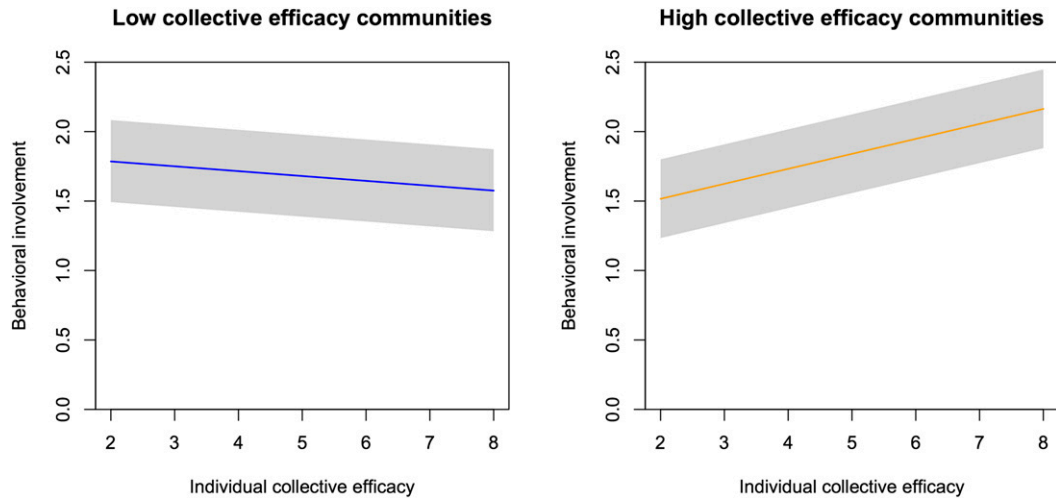 Low collective efficacy communities
2.5
2.0
1.5
1.0
0.5
0.0
Behavioral involvement
2 3 4 5 6 7 8
Individual collective efficacy
High collective efficacy communities
2.5
2.0
1.5
1.0
0.5
0.0
Behavioral involvement
2 3 4 5 6 7 8
Individual collective efficacy